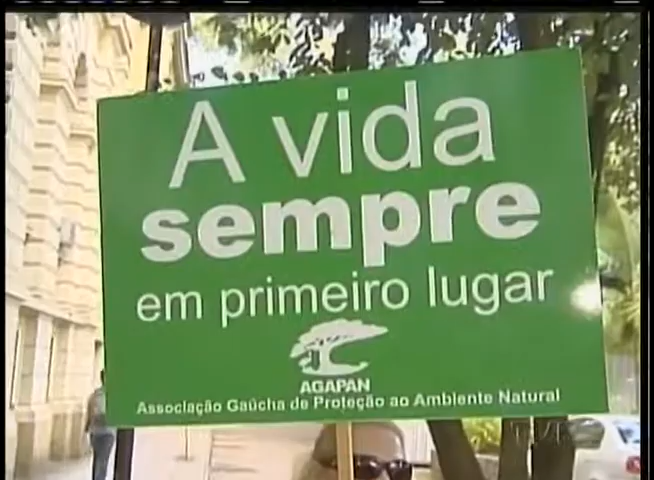 A vida
sempre
em primeiro lugar
AGAPAN
Associação Gaúcha de Proteção ao Ambiente Natural